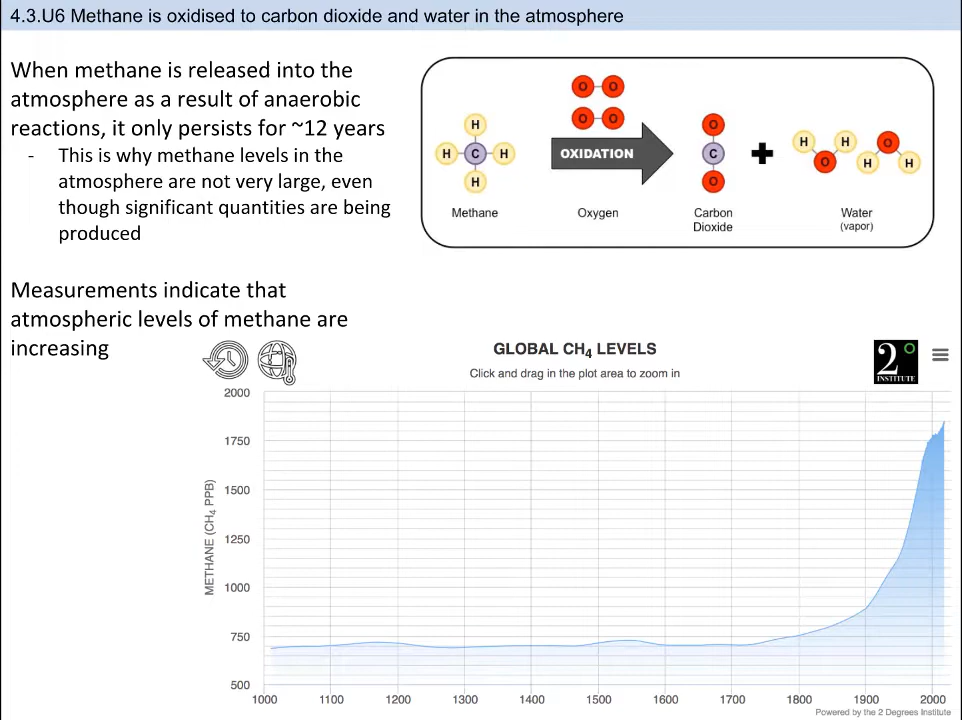 4.3.U6 Methane is oxidised to carbon dioxide and water in the atmosphere
When methane is released into the
atmosphere as a result of anaerobic
reactions, it only persists for ~12 years
- This is why methane levels in the
atmosphere are not very large, even
though significant quantities are being
produced
H
H C H
H
Methane
O O
O O
OXIDATION
Oxygen
O
C
O
Carbon
Dioxide
+
H H
O
O
H H
Water
(vapor)
Measurements indicate that
atmospheric levels of methane are
increasing
GLOBAL CH₄ LEVELS
Click and drag in the plot area to zoom in
2°
INSTITUTE
METHANE (CH₄ PPB)
2000
1750
1500
1250
1000
750
500
1000 1100 1200 1300 1400 1500 1600 1700 1800 1900 2000
Powered by the 2 Degrees Institute